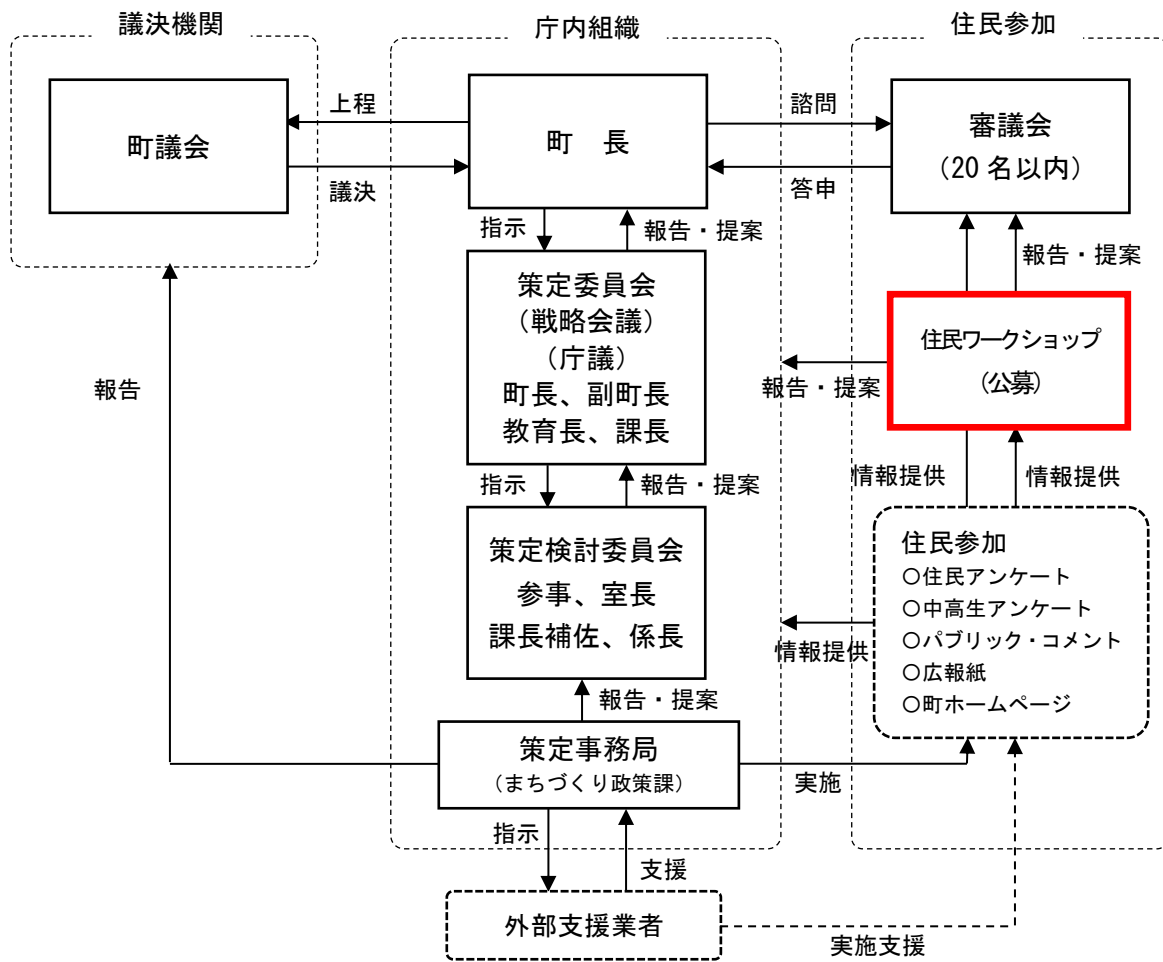 議決機関
庁内組織
住民参加
町議会
上程
議決
町　長
諮問
答申
審議会
（20 名以内）
指示
報告・提案
報告・提案
策定委員会
（戦略会議）
（庁議）
町長、副町長
教育長、課長
報告・提案
住民ワークショップ
（公募）
報告
指示
報告・提案
情報提供
情報提供
策定検討委員会
参事、室長
課長補佐、係長
情報提供
住民参加
○住民アンケート
○中高生アンケート
○パブリック・コメント
○広報紙
○町ホームページ
報告・提案
策定事務局
（まちづくり政策課）
実施
指示
支援
外部支援業者
実施支援